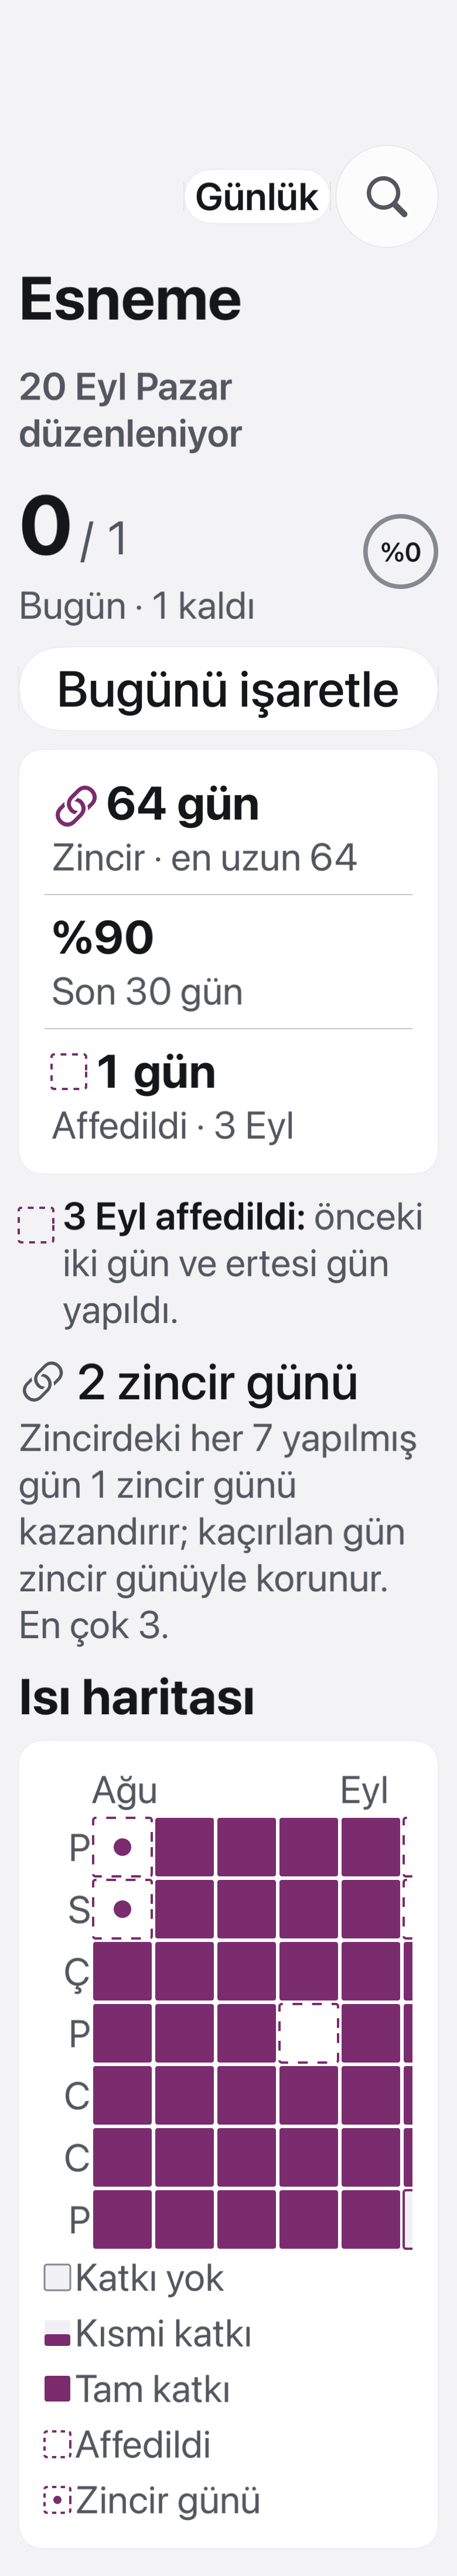 Günlük
Esneme
20 Eyl Pazar
düzenleniyor
0 / 1
%0
Bugün · 1 kaldı
Bugünü işaretle
64 gün
Zincir · en uzun 64
%90
Son 30 gün
1 gün
Affedildi · 3 Eyl
3 Eyl affedildi: önceki
iki gün ve ertesi gün
yapıldı.
2 zincir günü
Zincirdeki her 7 yapılmış
gün 1 zincir günü
kazandırır; kaçırılan gün
zincir günüyle korunur.
En çok 3.
Isı haritası
Ağu Eyl
P
S
Ç
P
C
C
P
Katkı yok
Kısmi katkı
Tam katkı
Affedildi
Zincir günü